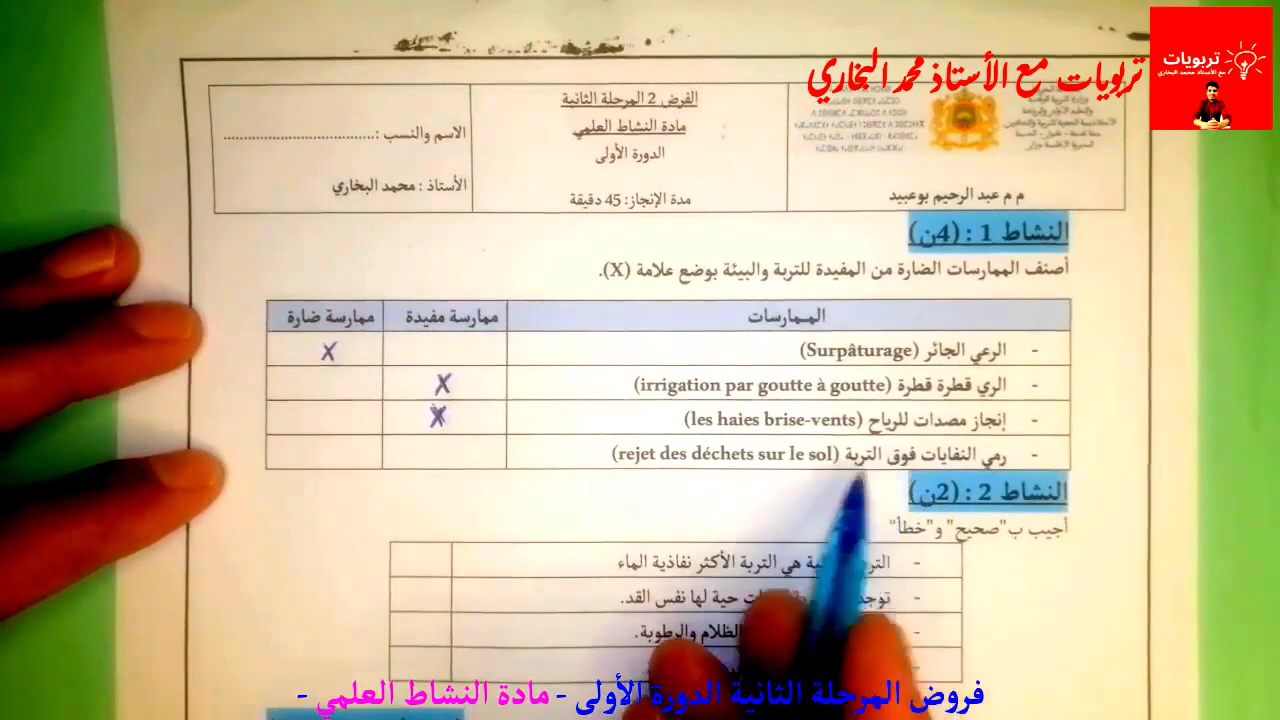 تربويات مع الأستاذ محمد البخاري
تربويات
مع الأستاذ محمد البخاري
م م عبد الرحيم بوعبيد
الفرض 2 المرحلة الثانية
مادة النشاط العلمي
الدورة الأولى
مدة الإنجاز: 45 دقيقة
الاسم والنسب :......................................
الأستاذ : محمد البخاري
النشاط 1 : (4ن)
أصنف الممارسات الضارة من المفيدة للتربة والبيئة بوضع علامة (X).
الممارسات ممارسة مفيدة ممارسة ضارة
- الرعي الجائر (Surpâturage) X
- الري قطرة قطرة (irrigation par goutte à goutte) X
- إنجاز مصدات للرياح (les haies brise-vents) X
- رمي النفايات فوق التربة (rejet des déchets sur le sol)
النشاط 2 : (2ن)
أجيب ب"صحيح" و"خطأ"
- هي التربة الأكثر نفاذية الماء
- حية لها نفس القد.
- الظلام والرطوبة.
فروض المرحلة الثانية الدورة الأولى - مادة النشاط العلمي -